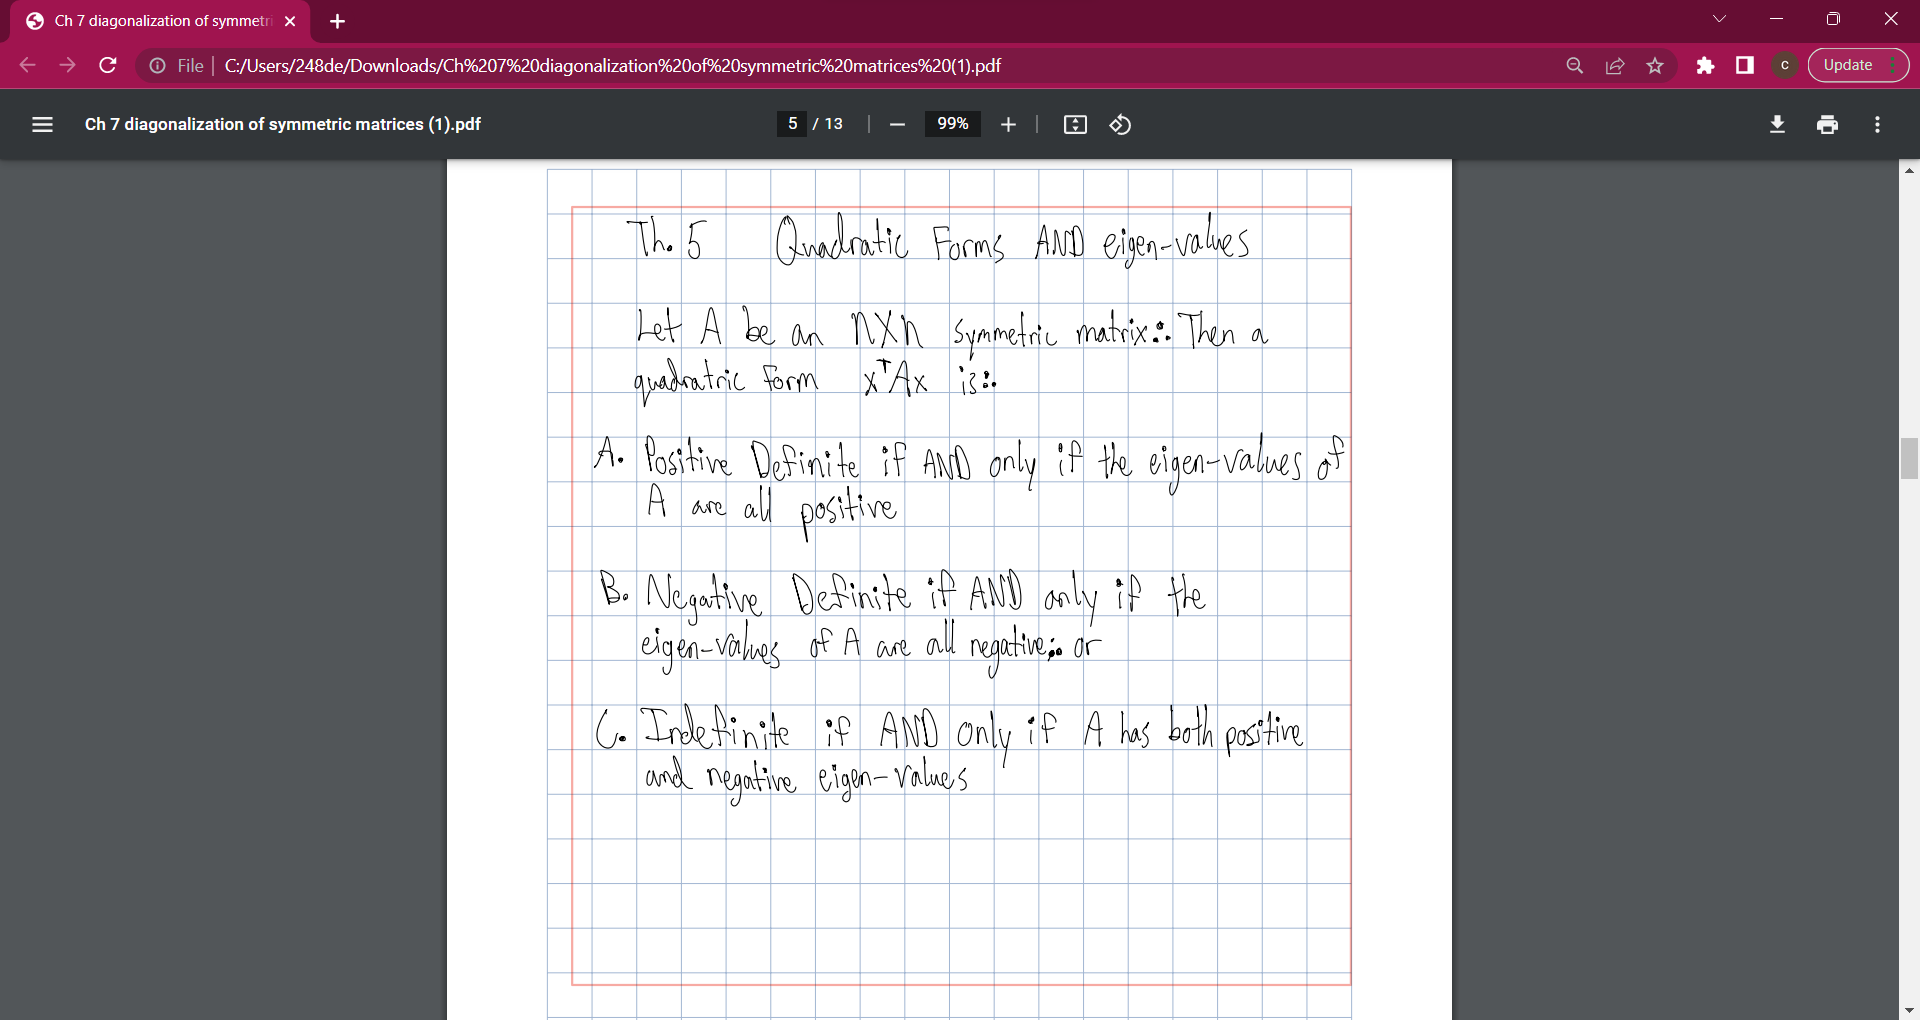 Ch 7 diagonalization of symmetri
File | C:/Users/248de/Downloads/Ch%207%20diagonalization%20of%20symmetric%20matrices%20(1).pdf
C
Update
Ch 7 diagonalization of symmetric matrices (1).pdf
5 / 13
99%
Th. 5 Quadratic Forms AND eigen-values
Let A be an nXn symmetric matrix: Then a
quadratric form xᵀAx is:
A. Positive Definite if AND only if the eigen-values of
A are all positive
B. Negative Definite if AND only if the
eigen-values of A are all negative; or
C. Indefinite if AND only if A has both positive
and negative eigen-values